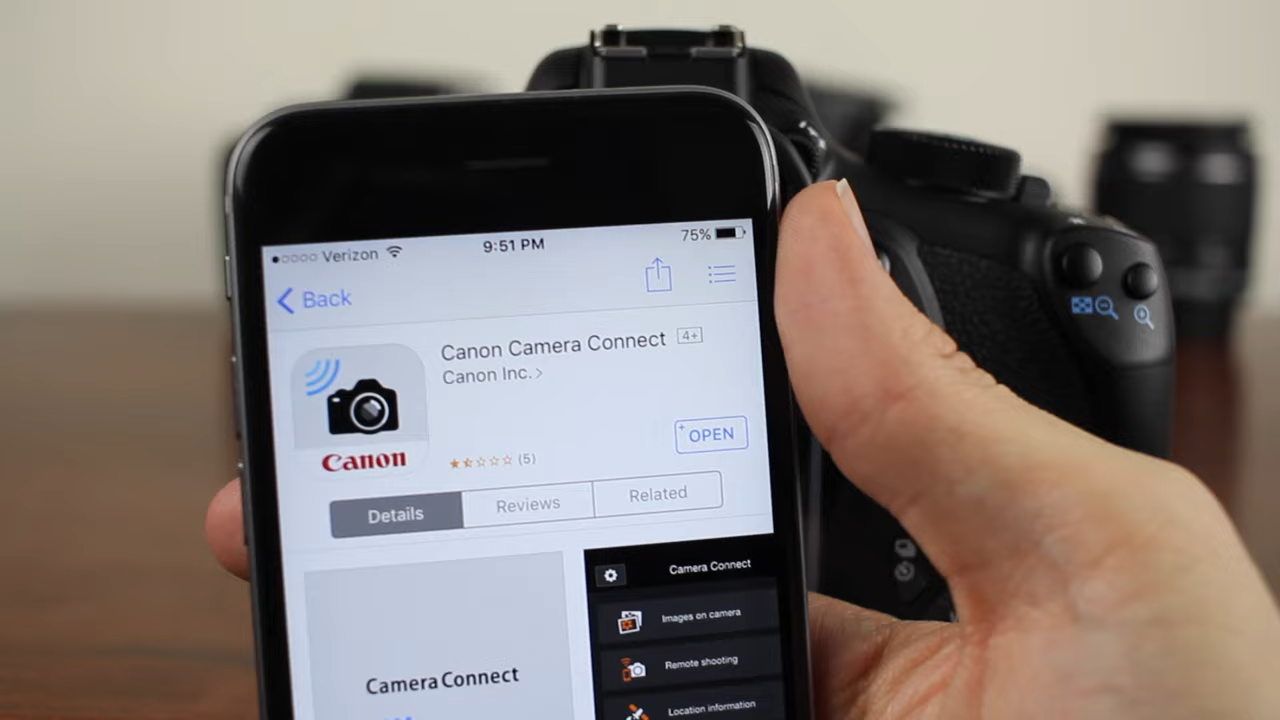 Verizon 9:51 PM 75%
Back
Canon Camera Connect 4+
Canon Inc. >
Canon
+ OPEN
(5)
Details Reviews Related
Camera Connect
Camera Connect
Images on camera
Remote shooting
Location information